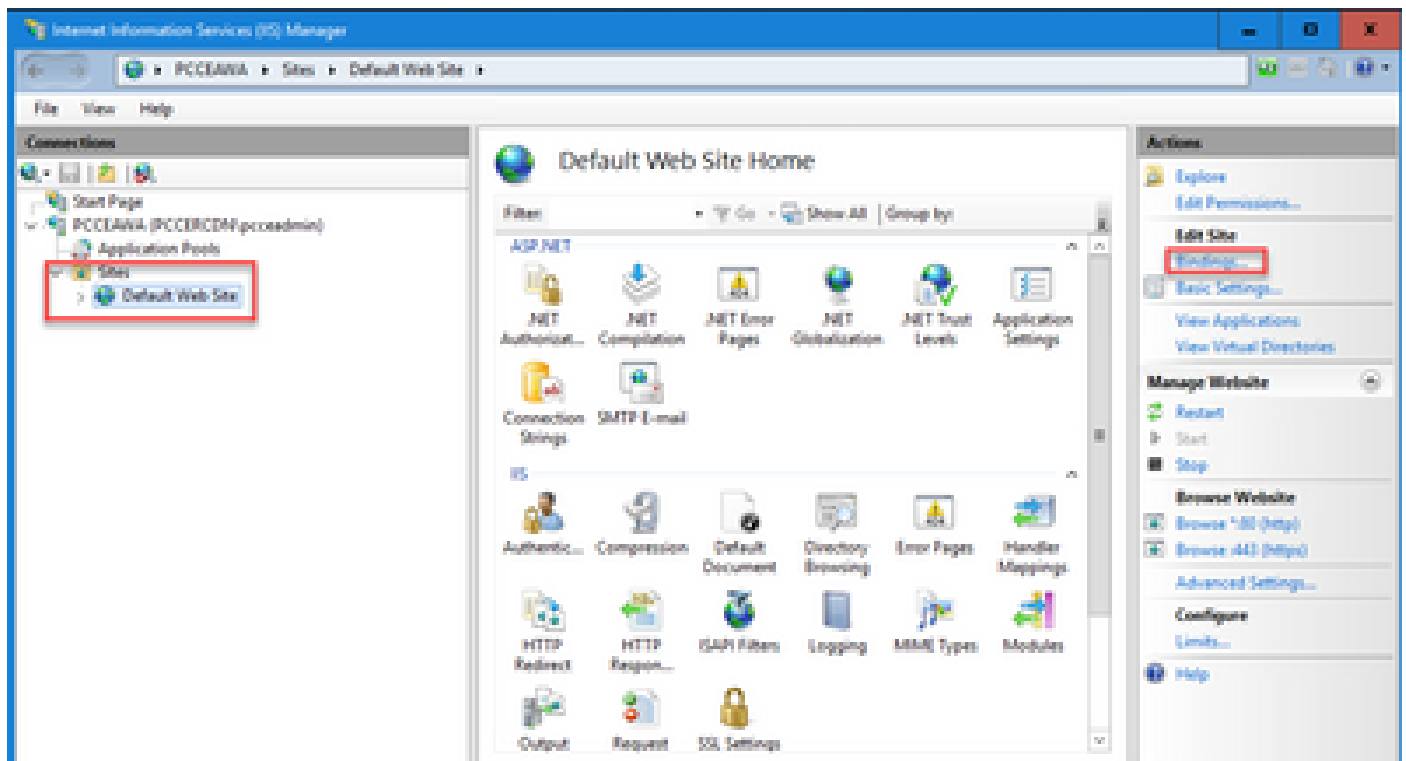 Internet Information Services (IIS) Manager
PCCEAWA ▸ Sites ▸ Default Web Site ▸
File View Help
Connections
Start Page
PCCEAWA (PCCERCDN\pcceadmin)
Application Pools
Sites
Default Web Site
Default Web Site Home
Filter: Go Show All Group by:
ASP.NET
.NET Authorizat...
.NET Compilation
.NET Error Pages
.NET Globalization
.NET Trust Levels
Application Settings
Connection Strings
SMTP E-mail
IIS
Authentic...
Compression
Default Document
Directory Browsing
Error Pages
Handler Mappings
HTTP Redirect
HTTP Respon...
ISAPI Filters
Logging
MIME Types
Modules
Output
Request
SSL Settings
Actions
Explore
Edit Permissions...
Edit Site
Bindings...
Basic Settings...
View Applications
View Virtual Directories
Manage Website
Restart
Start
Stop
Browse Website
Browse *:80 (http)
Browse :443 (https)
Advanced Settings...
Configure
Limits...
Help